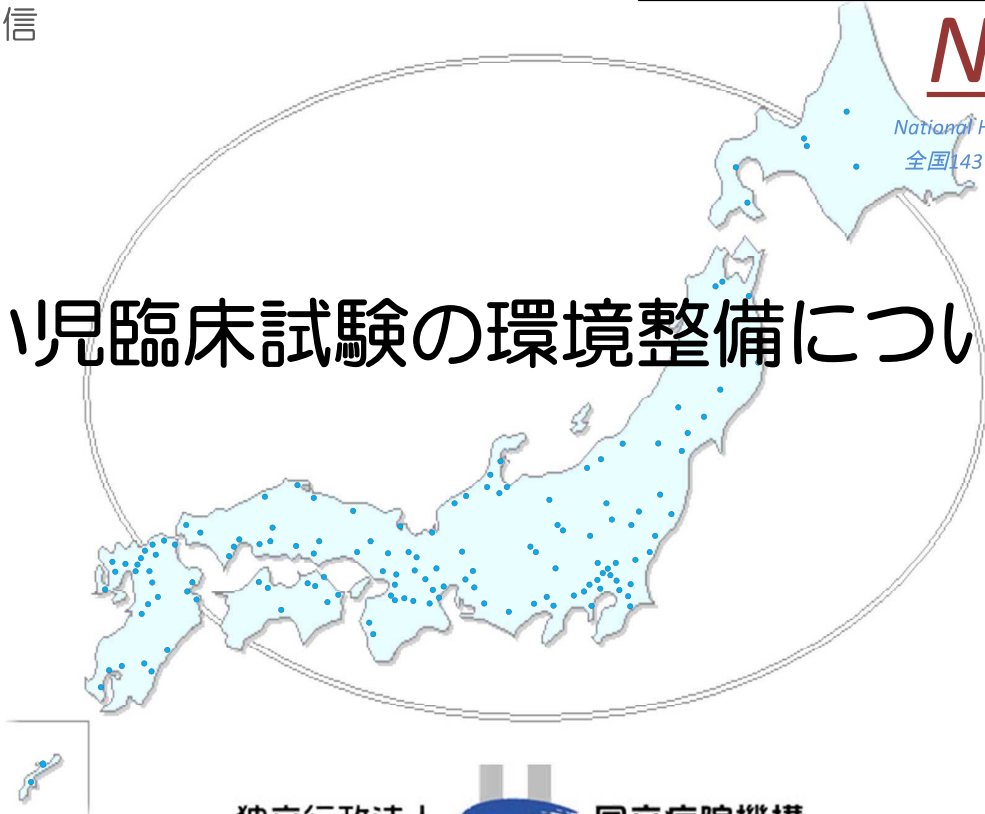 信
N
National H
全国143
小児臨床試験の環境整備につい
独立行政法人 国立病院機構